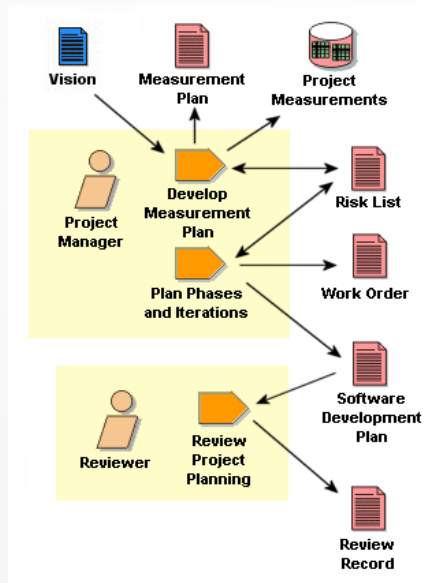 Vision
Measurement
Plan
Project
Measurements
Project
Manager
Develop
Measurement
Plan
Risk List
Plan Phases
and Iterations
Work Order
Software
Development
Plan
Reviewer
Review
Project
Planning
Review
Record